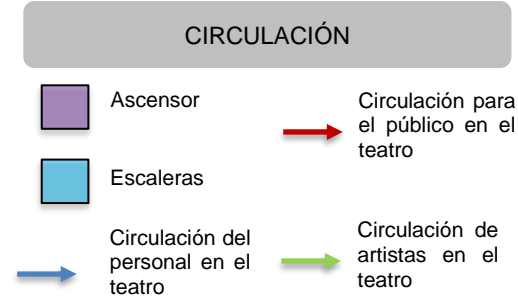 CIRCULACIÓN
Ascensor
Circulación para
el público en el
teatro
Escaleras
Circulación del
personal en el
teatro
Circulación de
artistas en el
teatro